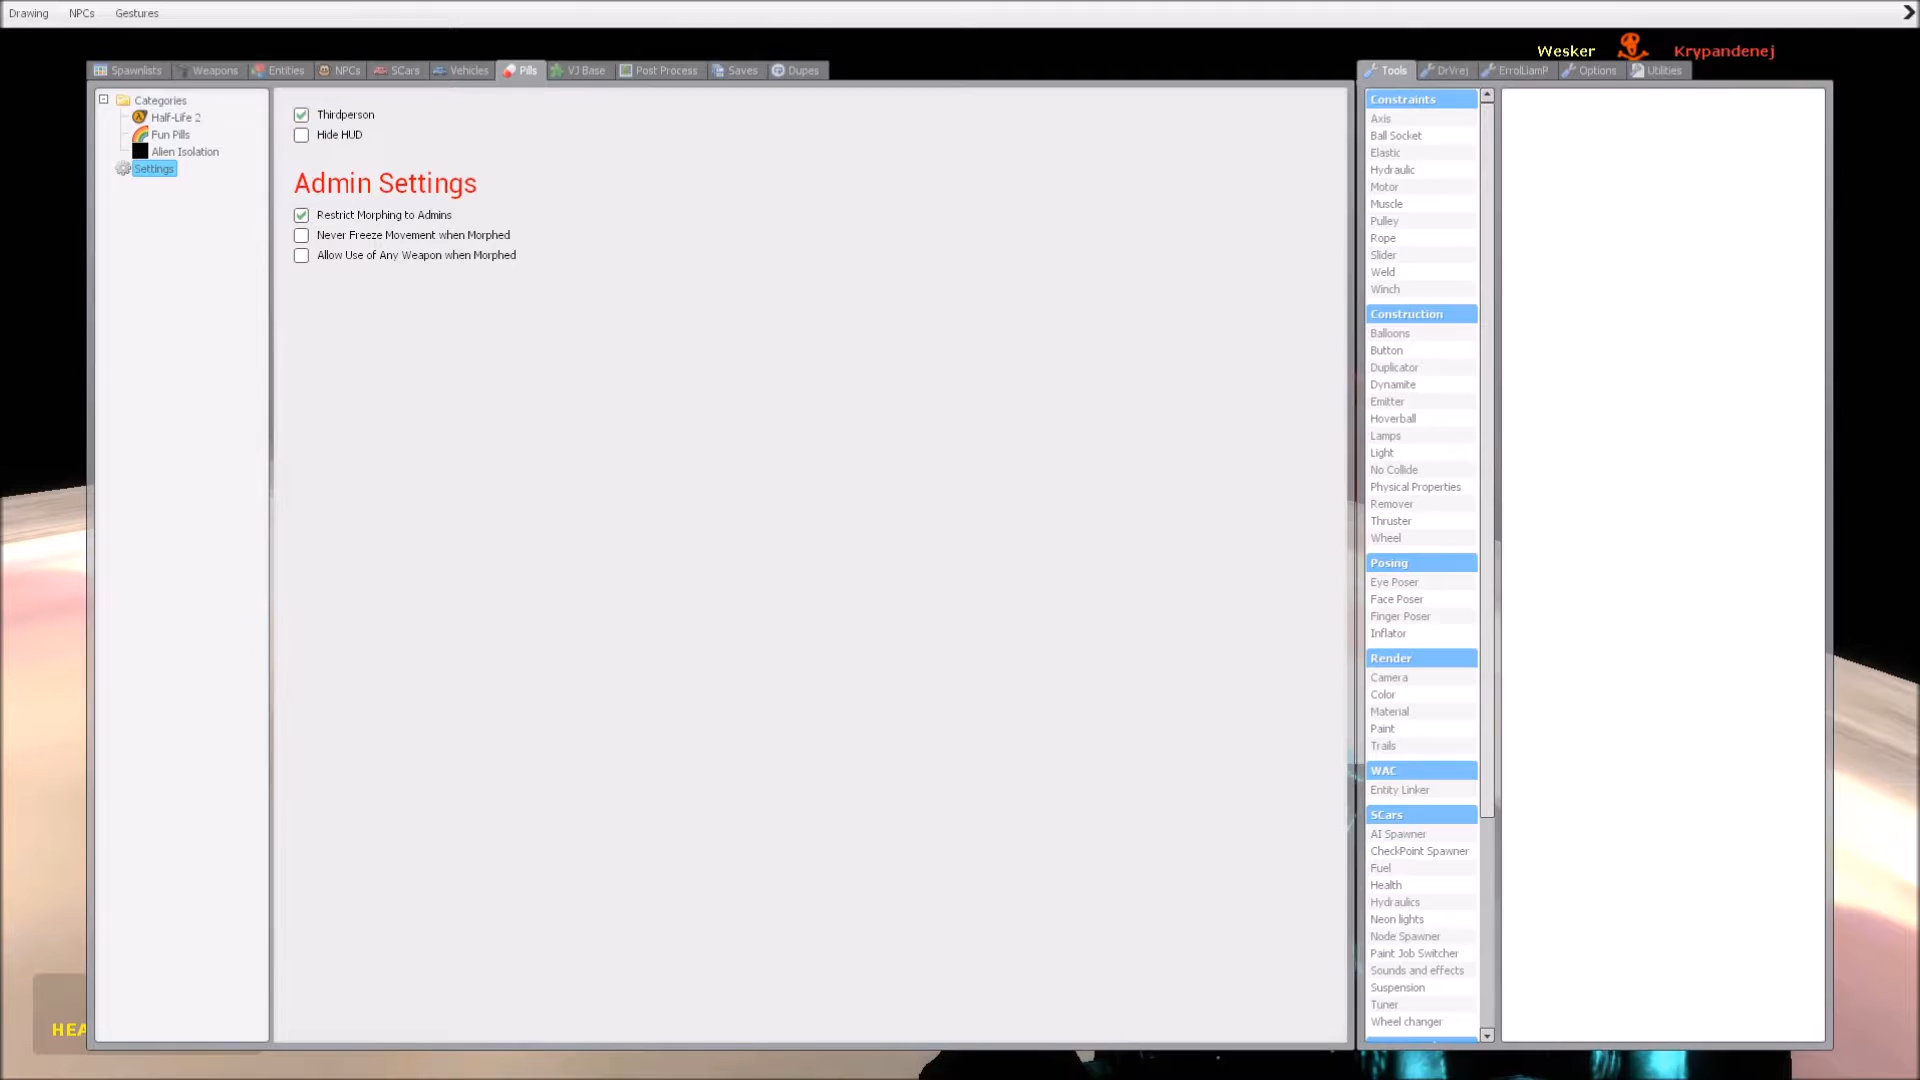 Drawing NPCs Gestures
Wesker Krypandenej
Spawnlists Weapons Entities NPCs SCars Vehicles Pills VJ Base Post Process Saves Dupes
Tools DrVrej ErrolLiamP Options Utilities
Categories
Half-Life 2
Fun Pills
Alien Isolation
Settings
Thirdperson
Hide HUD
Admin Settings
Restrict Morphing to Admins
Never Freeze Movement when Morphed
Allow Use of Any Weapon when Morphed
Constraints
Axis
Ball Socket
Elastic
Hydraulic
Motor
Muscle
Pulley
Rope
Slider
Weld
Winch
Construction
Balloons
Button
Duplicator
Dynamite
Emitter
Hoverball
Lamps
Light
No Collide
Physical Properties
Remover
Thruster
Wheel
Posing
Eye Poser
Face Poser
Finger Poser
Inflator
Render
Camera
Color
Material
Paint
Trails
WAC
Entity Linker
SCars
AI Spawner
CheckPoint Spawner
Fuel
Health
Hydraulics
Neon lights
Node Spawner
Paint Job Switcher
Sounds and effects
Suspension
Tuner
Wheel changer
HEA